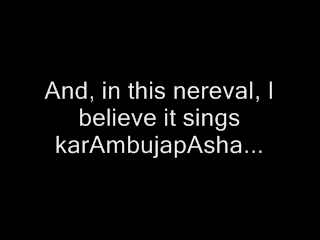 And, in this nereval, I
believe it sings
karAmbujapAsha...